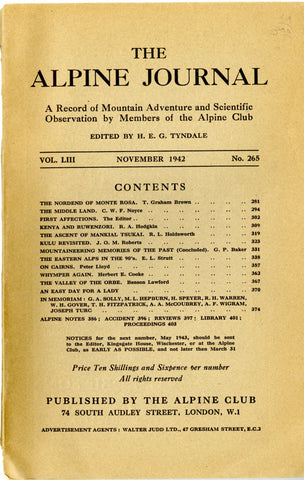 THE
ALPINE JOURNAL
A Record of Mountain Adventure and Scientific
Observation by Members of the Alpine Club
EDITED BY H. E. G. TYNDALE
VOL. LIII NOVEMBER 1942 No. 265
CONTENTS
THE NORDEND OF MONTE ROSA. T. Graham Brown .. .. .. .. 281
THE MIDDLE LAND. C. W. F. Noyce .. .. .. .. .. 294
FIRST AFFECTIONS. The Editor .. .. .. .. .. 302
KENYA AND RUWENZORI. R. A. Hodgkin .. .. .. .. 309
THE ASCENT OF MANKIAL TSUKAI. R. L. Holdsworth .. .. .. 319
KULU REVISITED. J. O. M. Roberts .. .. .. .. .. 323
MOUNTAINEERING MEMORIES OF THE PAST (Concluded). G. P. Baker 331
THE EASTERN ALPS IN THE 90's. E. L. Strutt .. .. .. .. 338
ON CAIRNS. Peter Lloyd .. .. .. .. .. .. 357
WHYMPER AGAIN. Herbert E. Cooke .. .. .. .. .. 362
THE VALLEY OF THE ORBE. Benson Lawford .. .. .. .. 367
AN EASY DAY FOR A LADY .. .. .. .. .. .. 370
IN MEMORIAM: G. A. SOLLY, M. L. HEPBURN, H. SPEYER, R. H. WARREN,
W. H. GOVER, T. H. FITZPATRICK, A. A. McCOUBREY, A. F. WIGRAM,
JOSEPH TURC .. .. .. .. .. .. .. 374
ALPINE NOTES 386; ACCIDENT 396; REVIEWS 397; LIBRARY 401;
PROCEEDINGS 403
NOTICES for the next number, May 1943, should be sent
to the Editor, Kingsgate House, Winchester, or at the Alpine
Club, as EARLY AS POSSIBLE, and not later than March 31
Price Ten Shillings and Sixpence per number
All rights reserved
PUBLISHED BY THE ALPINE CLUB
74 SOUTH AUDLEY STREET, LONDON, W.1
ADVERTISEMENT AGENTS: WALTER JUDD LTD., 47 GRESHAM STREET, E.C.2